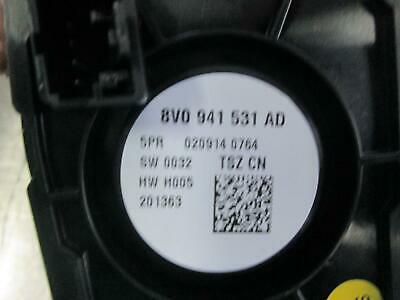 8V0 941 531 AD
5PR 020914 0764
SW 0032 TSZ CN
HW H005
201363